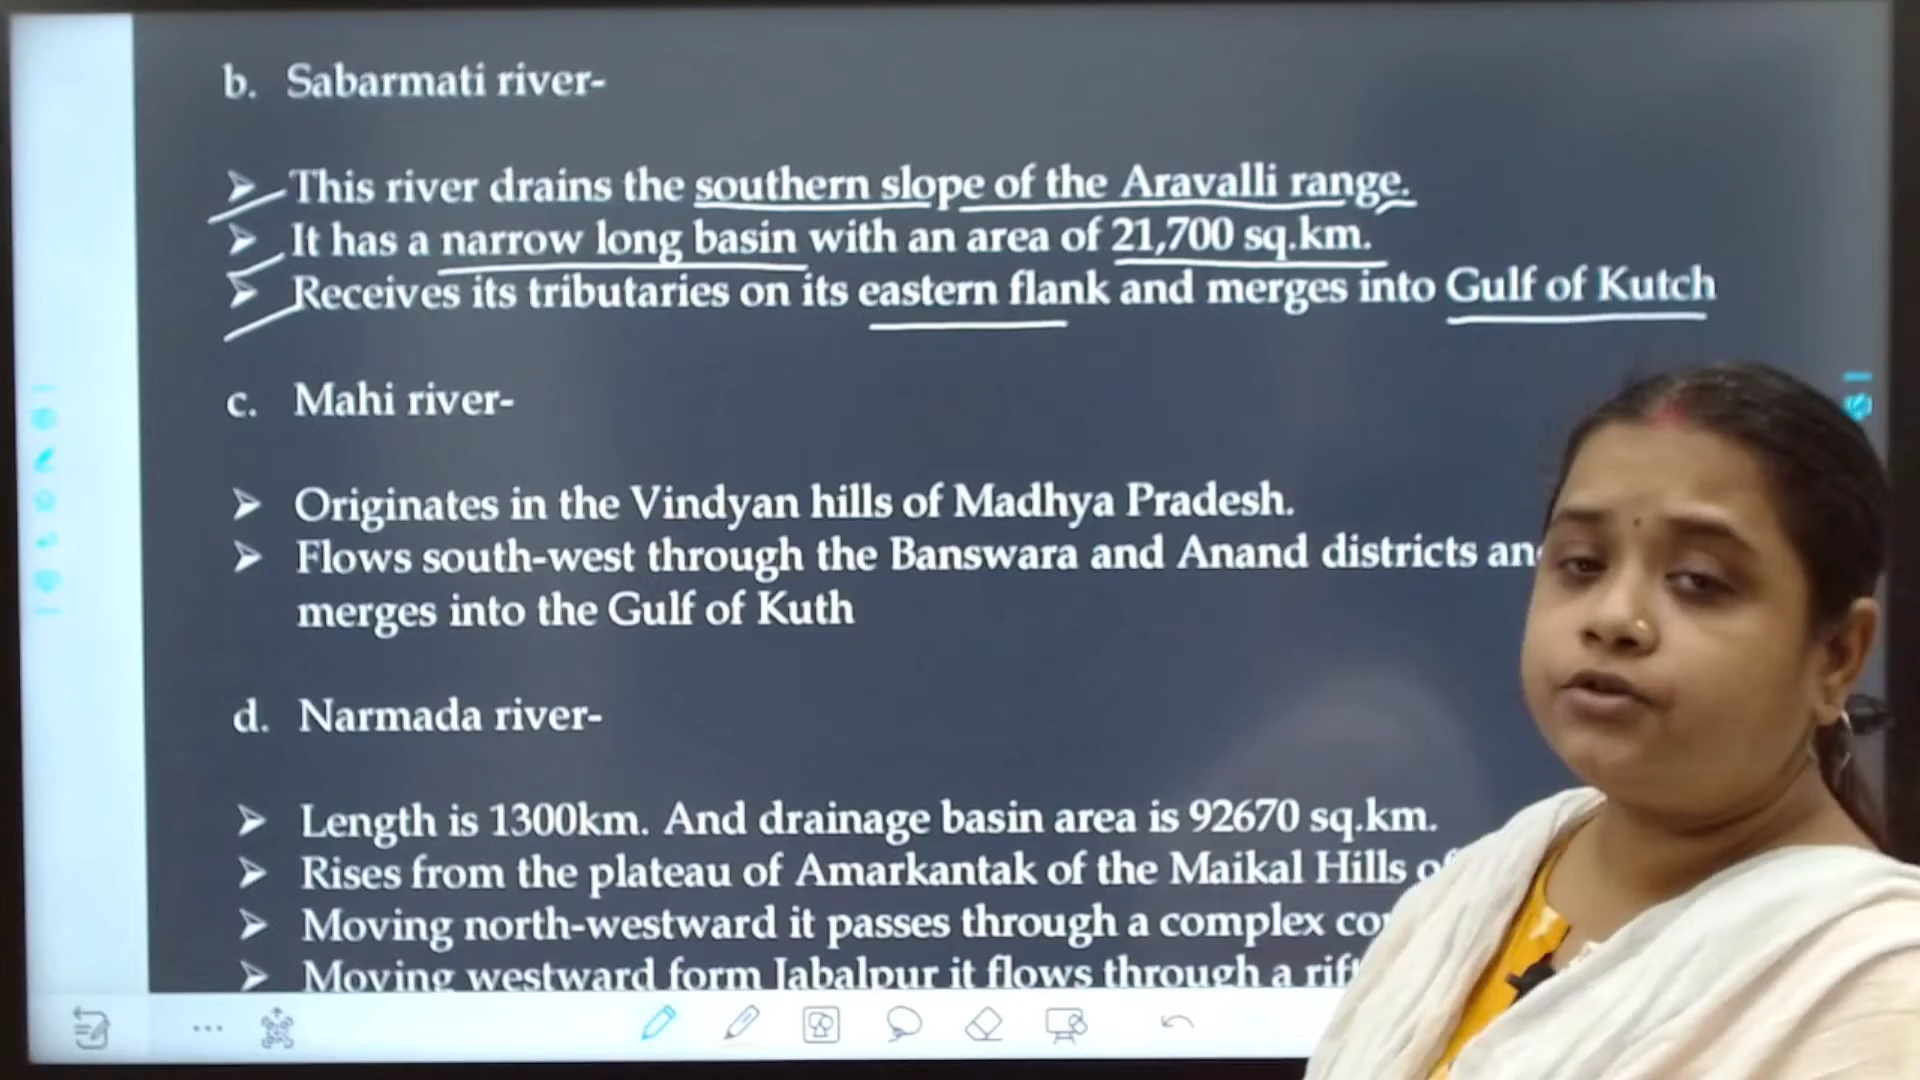 b. Sabarmati river-
➢ This river drains the southern slope of the Aravalli range.
➢ It has a narrow long basin with an area of 21,700 sq.km.
➢ Receives its tributaries on its eastern flank and merges into Gulf of Kutch
c. Mahi river-
➢ Originates in the Vindyan hills of Madhya Pradesh.
➢ Flows south-west through the Banswara and Anand districts
merges into the Gulf of Kuth
d. Narmada river-
➢ Length is 1300km. And drainage basin area is 92670 sq.km.
➢ Rises from the plateau of Amarkantak of the Maikal Hills
➢ Moving north-westward it passes through a complex
➢ Moving westward form Jabalpur it flows through a